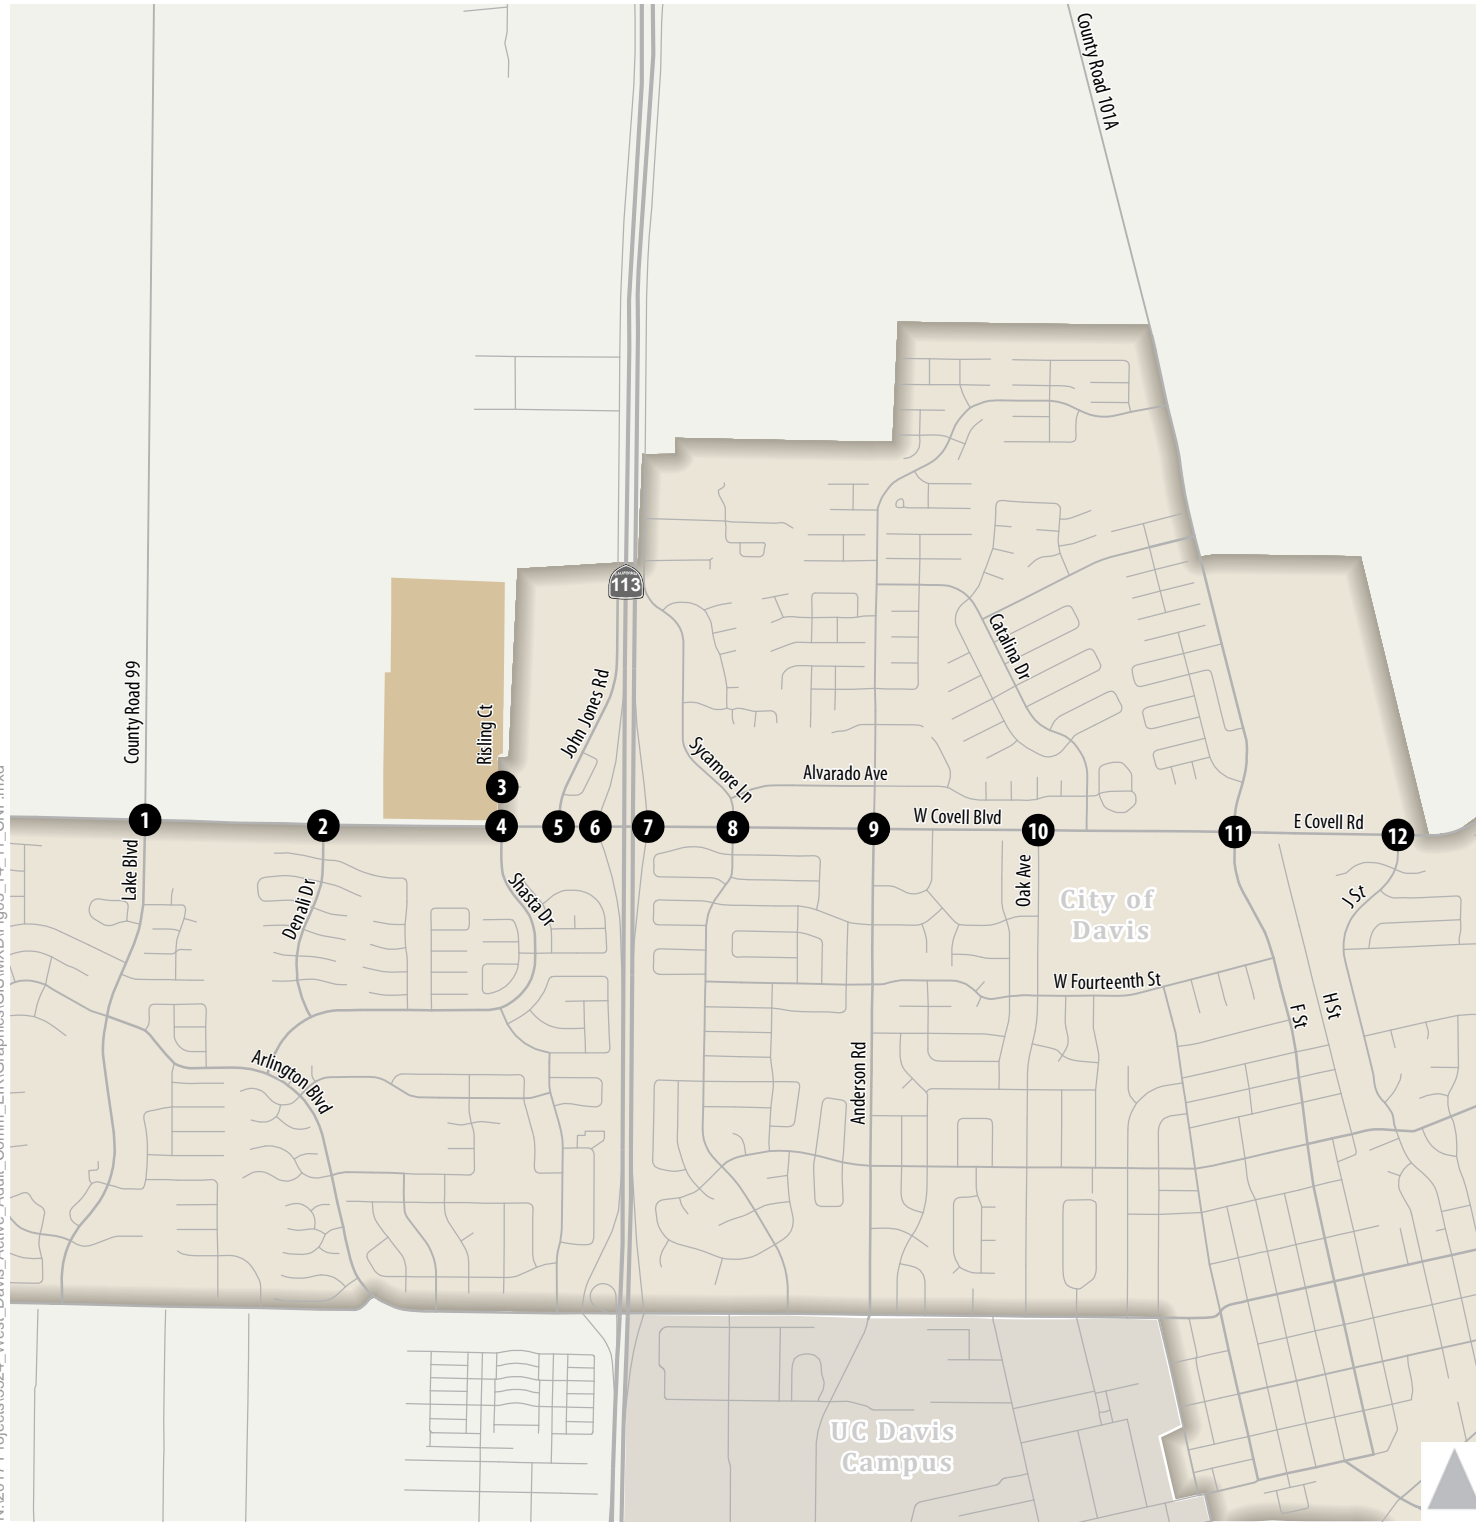 County Road 101A
CALIFORNIA
113
Catalina Dr
County Road 99
Risling Ct
John Jones Rd
Sycamore Ln
Alvarado Ave
3
W Covell Blvd
E Covell Rd
1
2
4
5
6
7
8
9
10
11
12
Lake Blvd
Denali Dr
Shasta Dr
Oak Ave
J St
City of
Davis
W Fourteenth St
F St
H St
Arlington Blvd
Anderson Rd
UC Davis
Campus